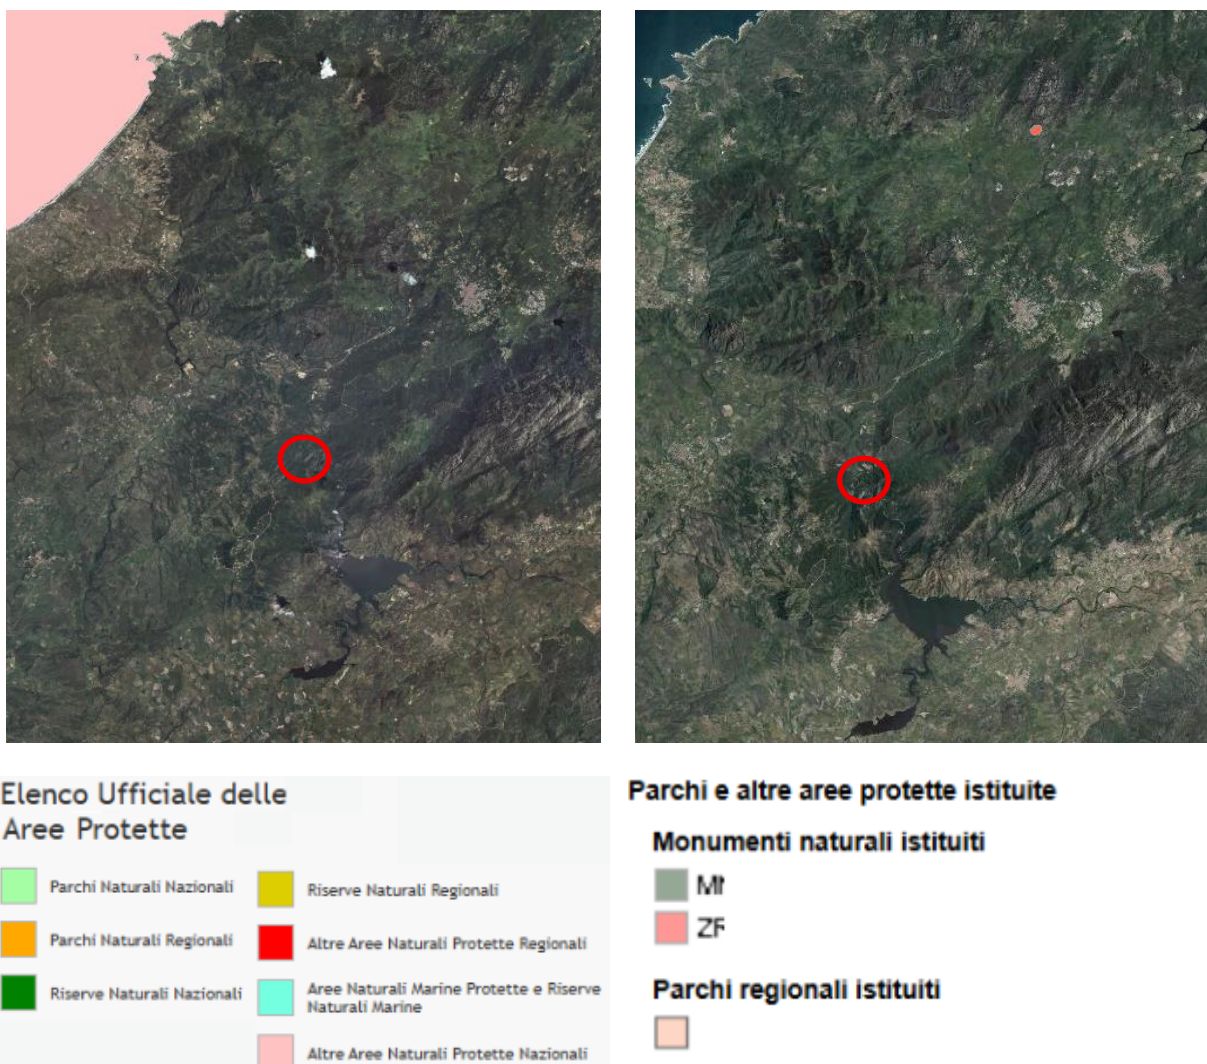 Elenco Ufficiale delle
Aree Protette
Parchi Naturali Nazionali
Riserve Naturali Regionali
Parchi Naturali Regionali
Altre Aree Naturali Protette Regionali
Riserve Naturali Nazionali
Aree Naturali Marine Protette e Riserve
Naturali Marine
Altre Aree Naturali Protette Nazionali
Parchi e altre aree protette istituite
Monumenti naturali istituiti
Parchi regionali istituiti